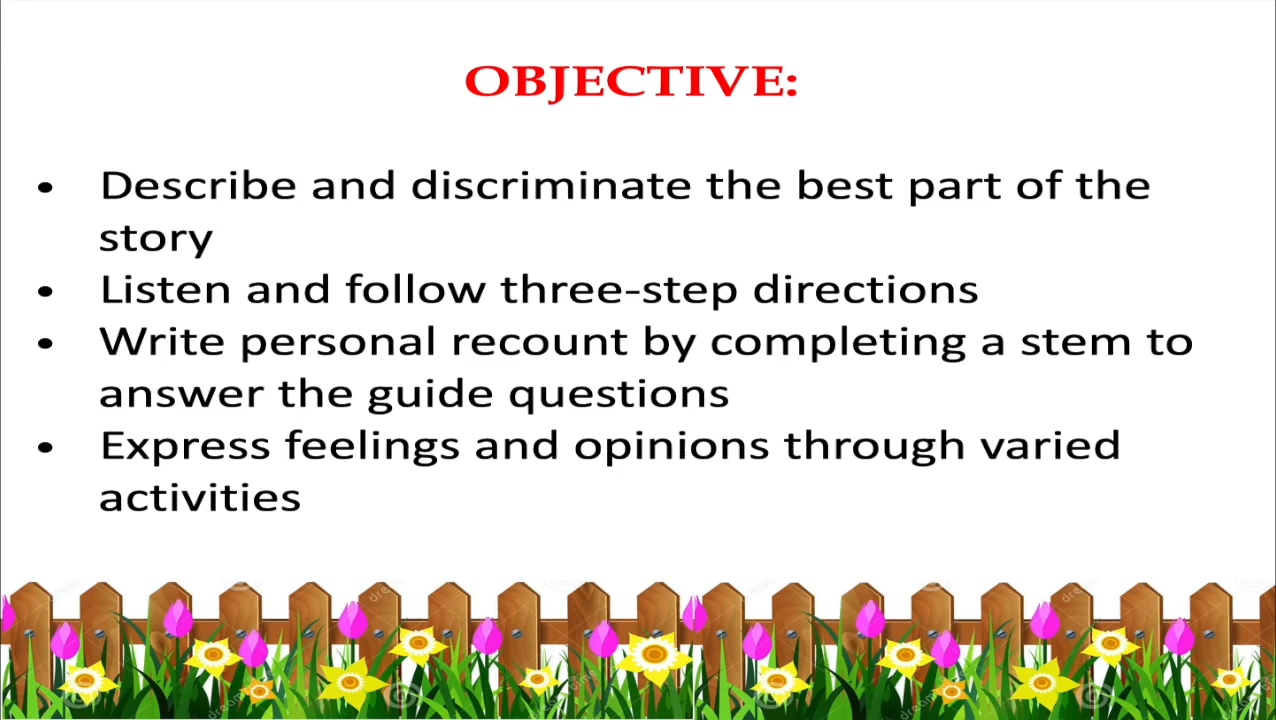 OBJECTIVE:
• Describe and discriminate the best part of the
story
• Listen and follow three-step directions
• Write personal recount by completing a stem to
answer the guide questions
• Express feelings and opinions through varied
activities